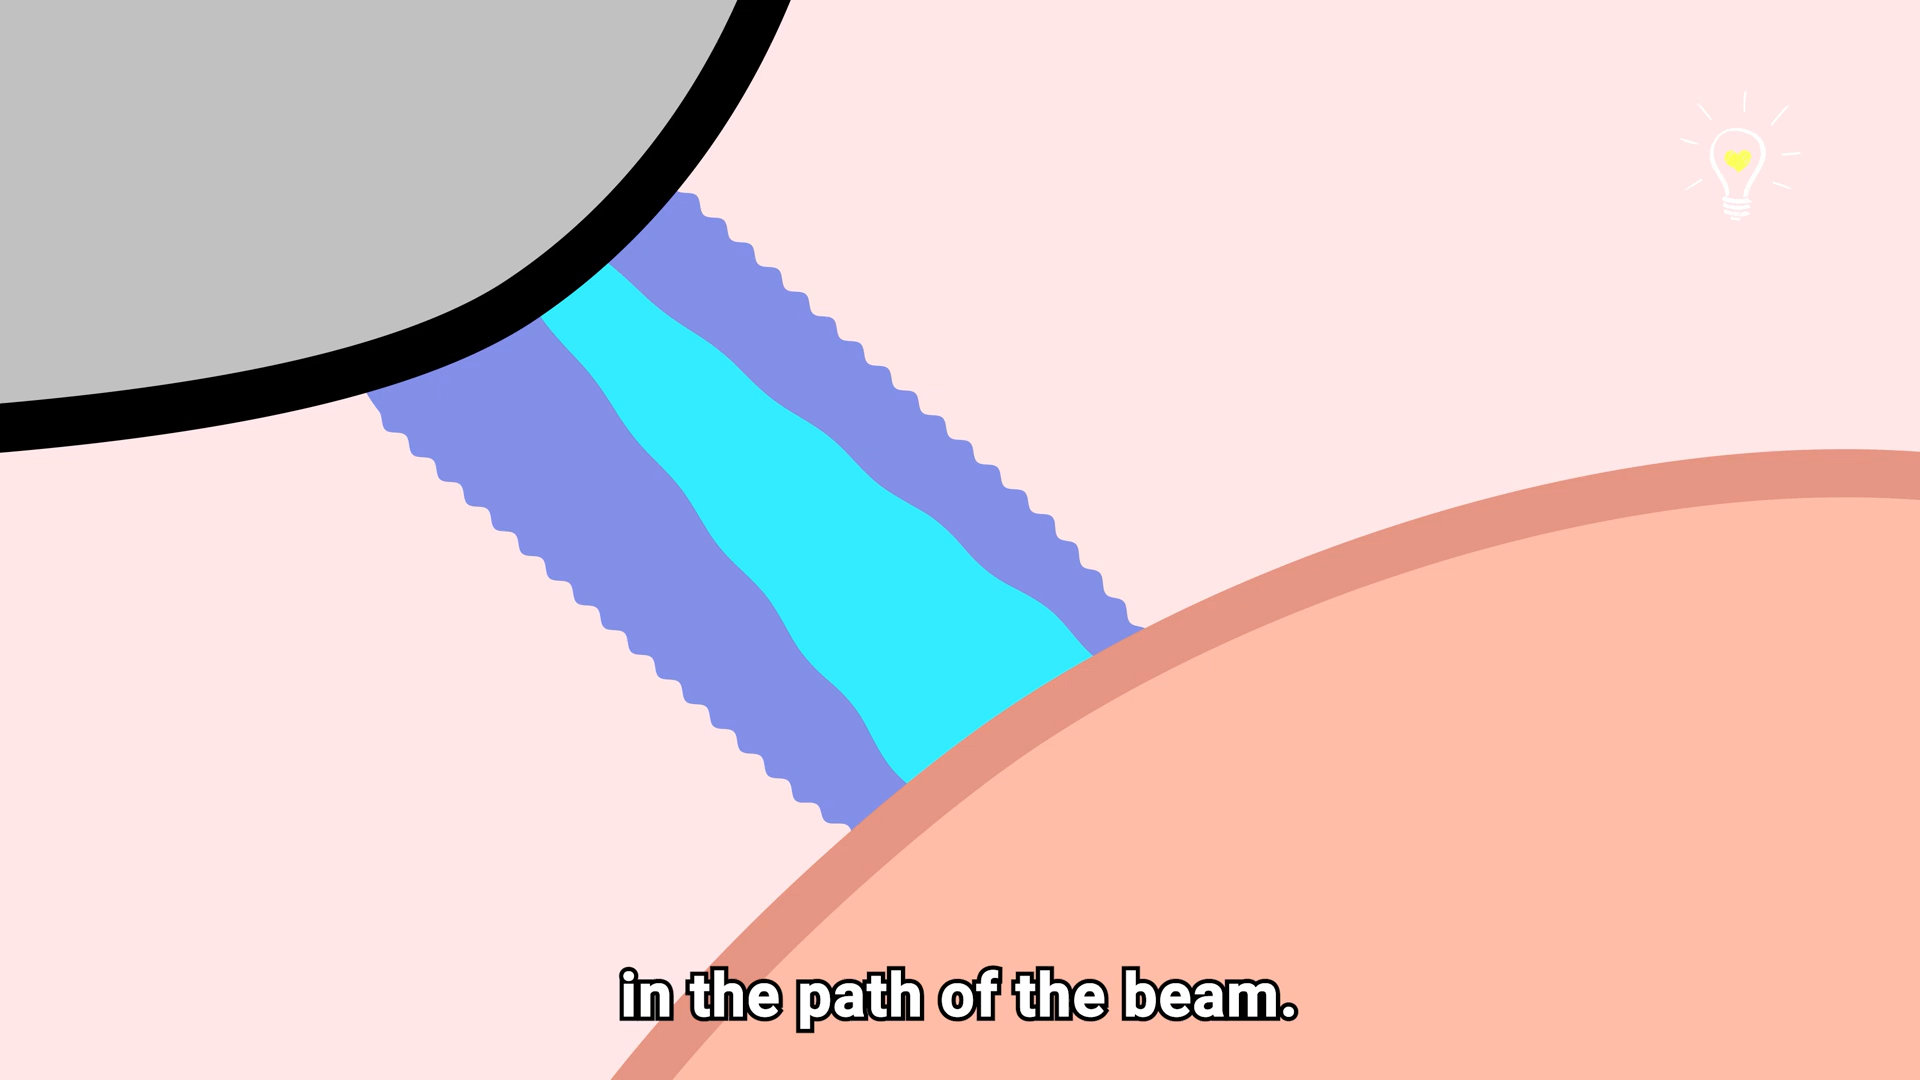 in the path of the beam.